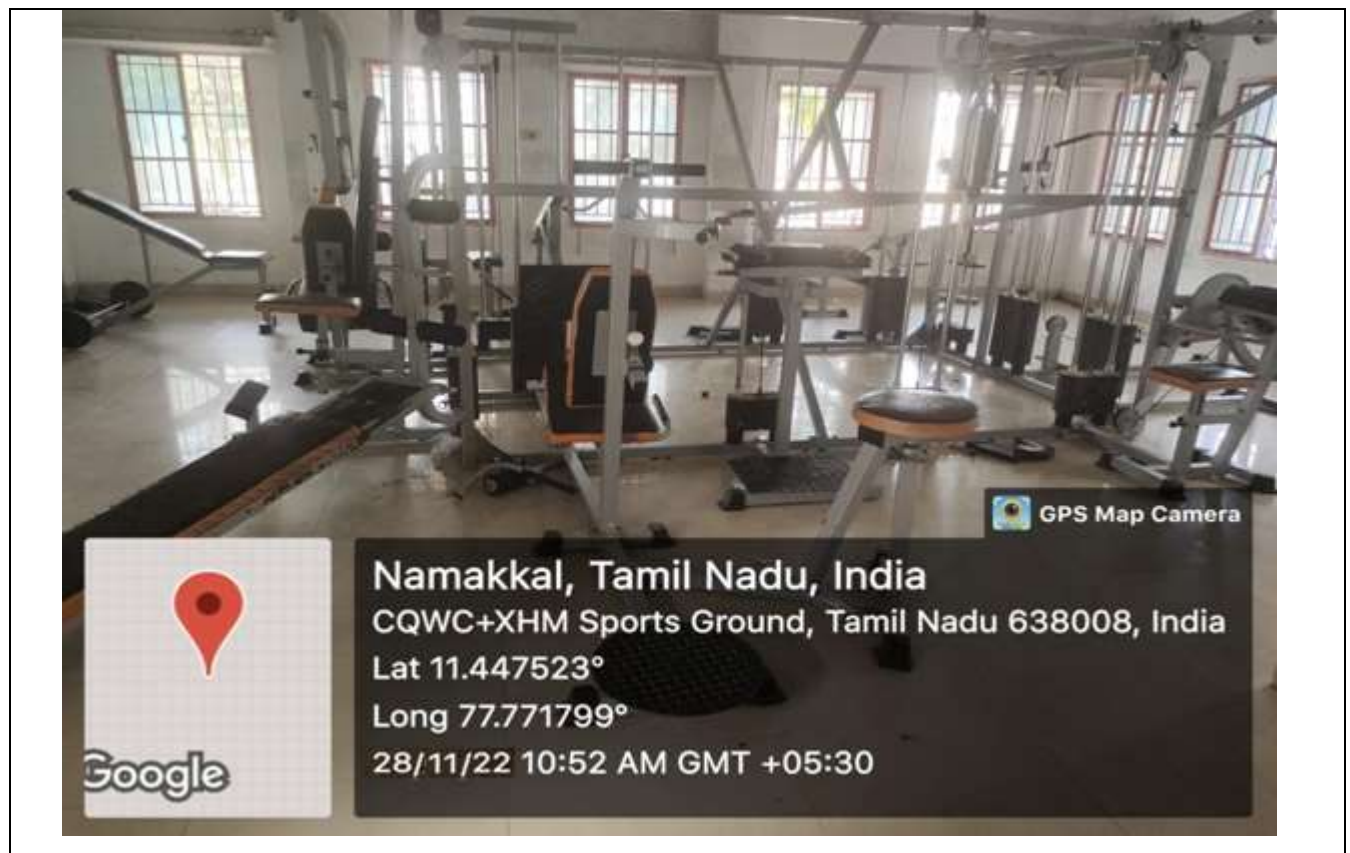 GPS Map Camera
Namakkal, Tamil Nadu, India
CQWC+XHM Sports Ground, Tamil Nadu 638008, India
Lat 11.447523°
Long 77.771799°
28/11/22 10:52 AM GMT +05:30
Google